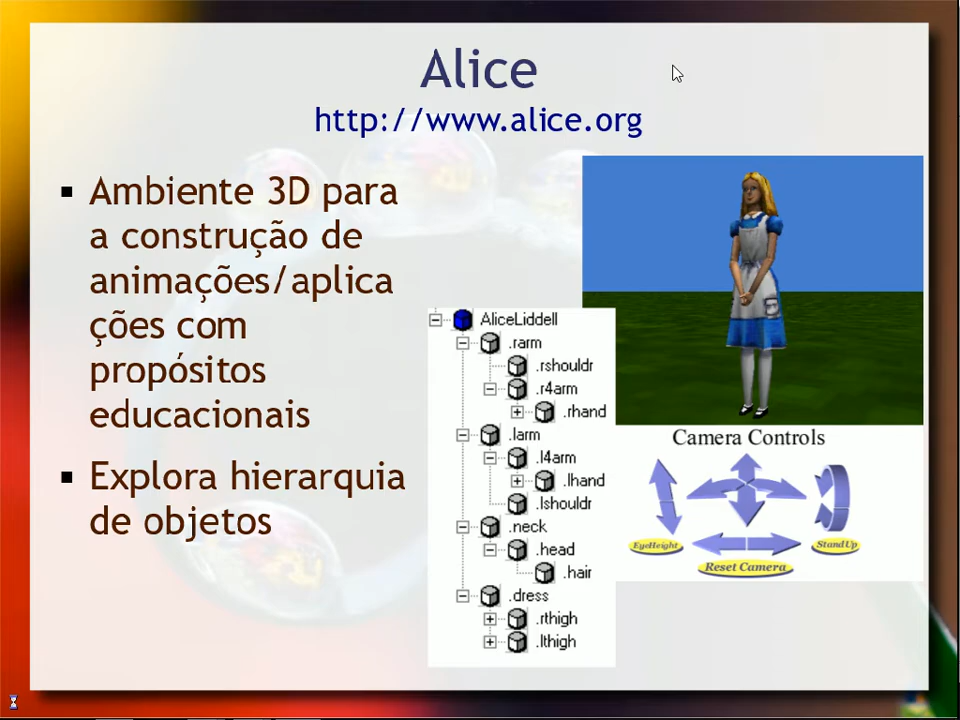 Alice
http://www.alice.org
▪ Ambiente 3D para
a construção de
animações/aplica
ções com
propósitos
educacionais
▪ Explora hierarquia
de objetos
AliceLiddell
.rarm
.rshouldr
.r4arm
.rhand
.larm
.l4arm
.lhand
.lshouldr
.neck
.head
.hair
.dress
.rthigh
.lthigh
Camera Controls
EyeHeight
StandUp
Reset Camera